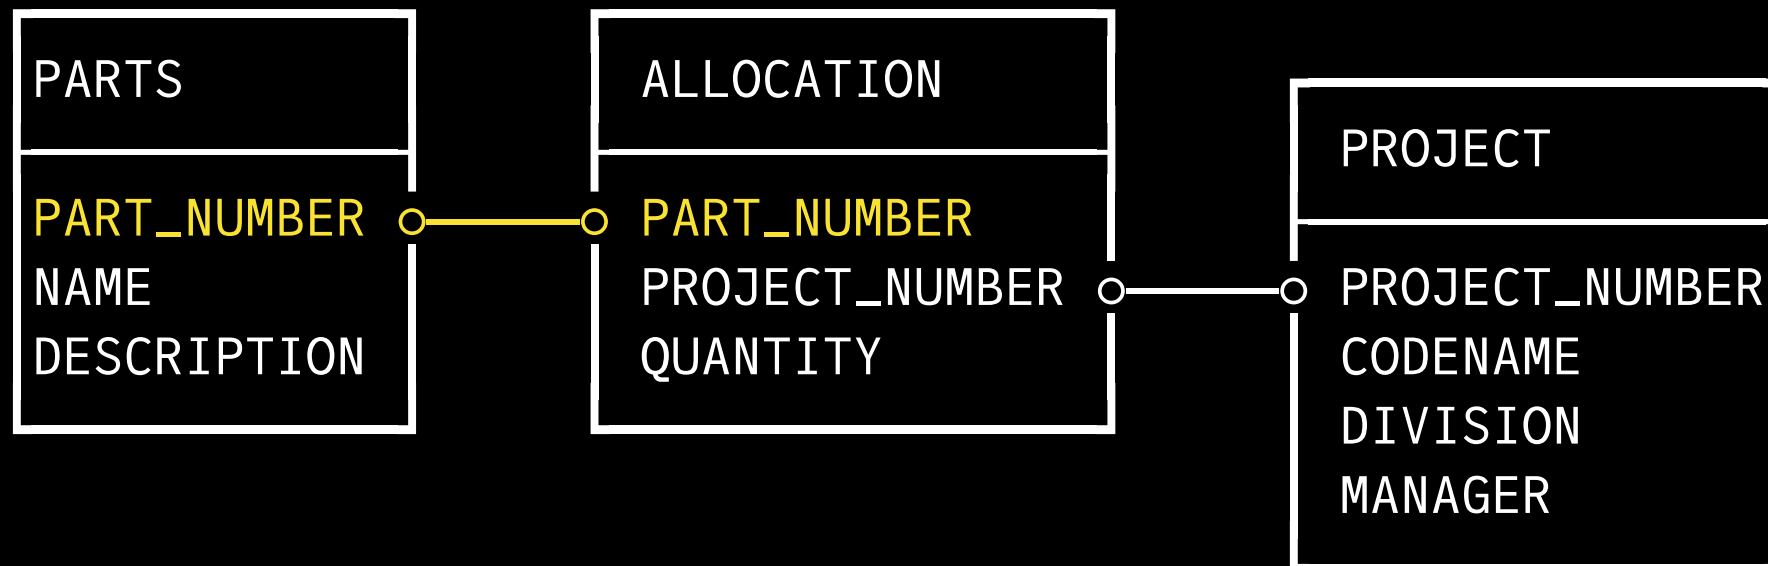 PARTS
PART_NUMBER
NAME
DESCRIPTION
ALLOCATION
PART_NUMBER
PROJECT_NUMBER
QUANTITY
PROJECT
PROJECT_NUMBER
CODENAME
DIVISION
MANAGER